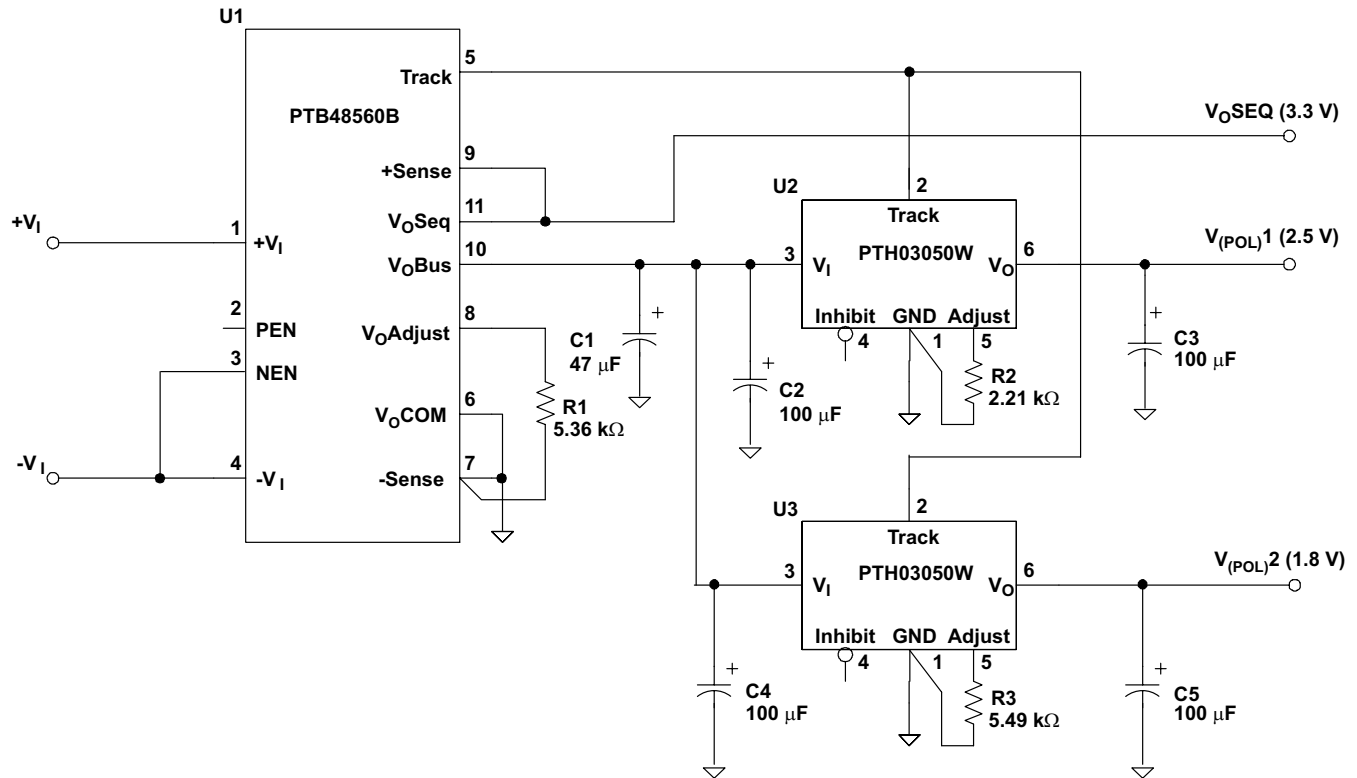 U1
5
Track
PTB48560B
VOSEQ (3.3 V)
9
+Sense
U2
2
Track
11
VOSeq
+VI
1
+VI
10
VOBus
3
VI
PTH03050W
VO
6
V(POL)1 (2.5 V)
2
PEN
8
VOAdjust
Inhibit
GND
Adjust
4
1
5
+
C1
47 µF
+
C2
100 µF
R2
2.21 kΩ
+
C3
100 µF
3
NEN
R1
5.36 kΩ
6
VOCOM
-VI
4
-VI
7
-Sense
U3
2
Track
3
VI
PTH03050W
VO
6
V(POL)2 (1.8 V)
Inhibit
GND
Adjust
4
1
5
+
C4
100 µF
R3
5.49 kΩ
+
C5
100 µF